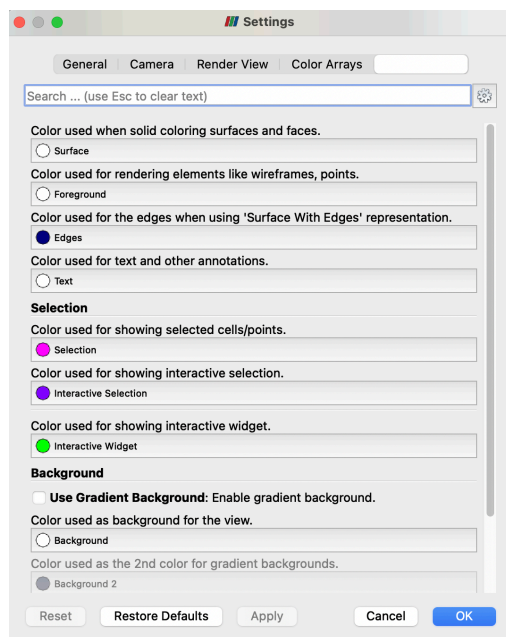 Settings
General Camera Render View Color Arrays
Search ... (use Esc to clear text)
Color used when solid coloring surfaces and faces.
Surface
Color used for rendering elements like wireframes, points.
Foreground
Color used for the edges when using 'Surface With Edges' representation.
Edges
Color used for text and other annotations.
Text
Selection
Color used for showing selected cells/points.
Selection
Color used for showing interactive selection.
Interactive Selection
Color used for showing interactive widget.
Interactive Widget
Background
Use Gradient Background: Enable gradient background.
Color used as background for the view.
Background
Color used as the 2nd color for gradient backgrounds.
Background 2
Reset Restore Defaults Apply Cancel OK